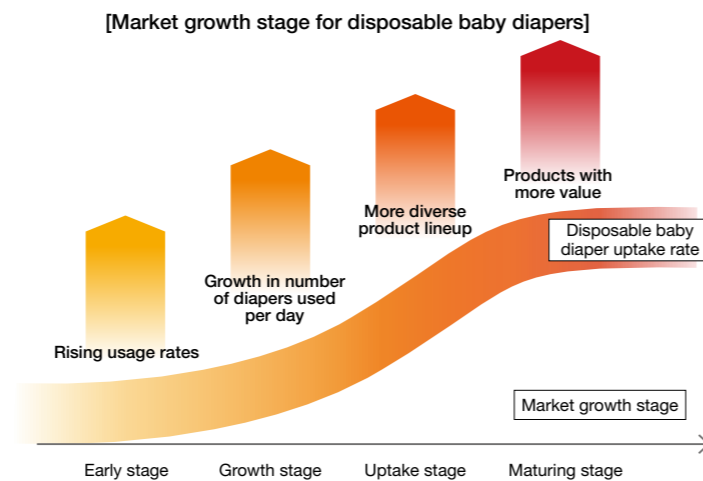 [Market growth stage for disposable baby diapers]
Products with
more value
More diverse
product lineup
Disposable baby
diaper uptake rate
Growth in number
of diapers used
per day
Rising usage rates
Market growth stage
Early stage
Growth stage
Uptake stage
Maturing stage